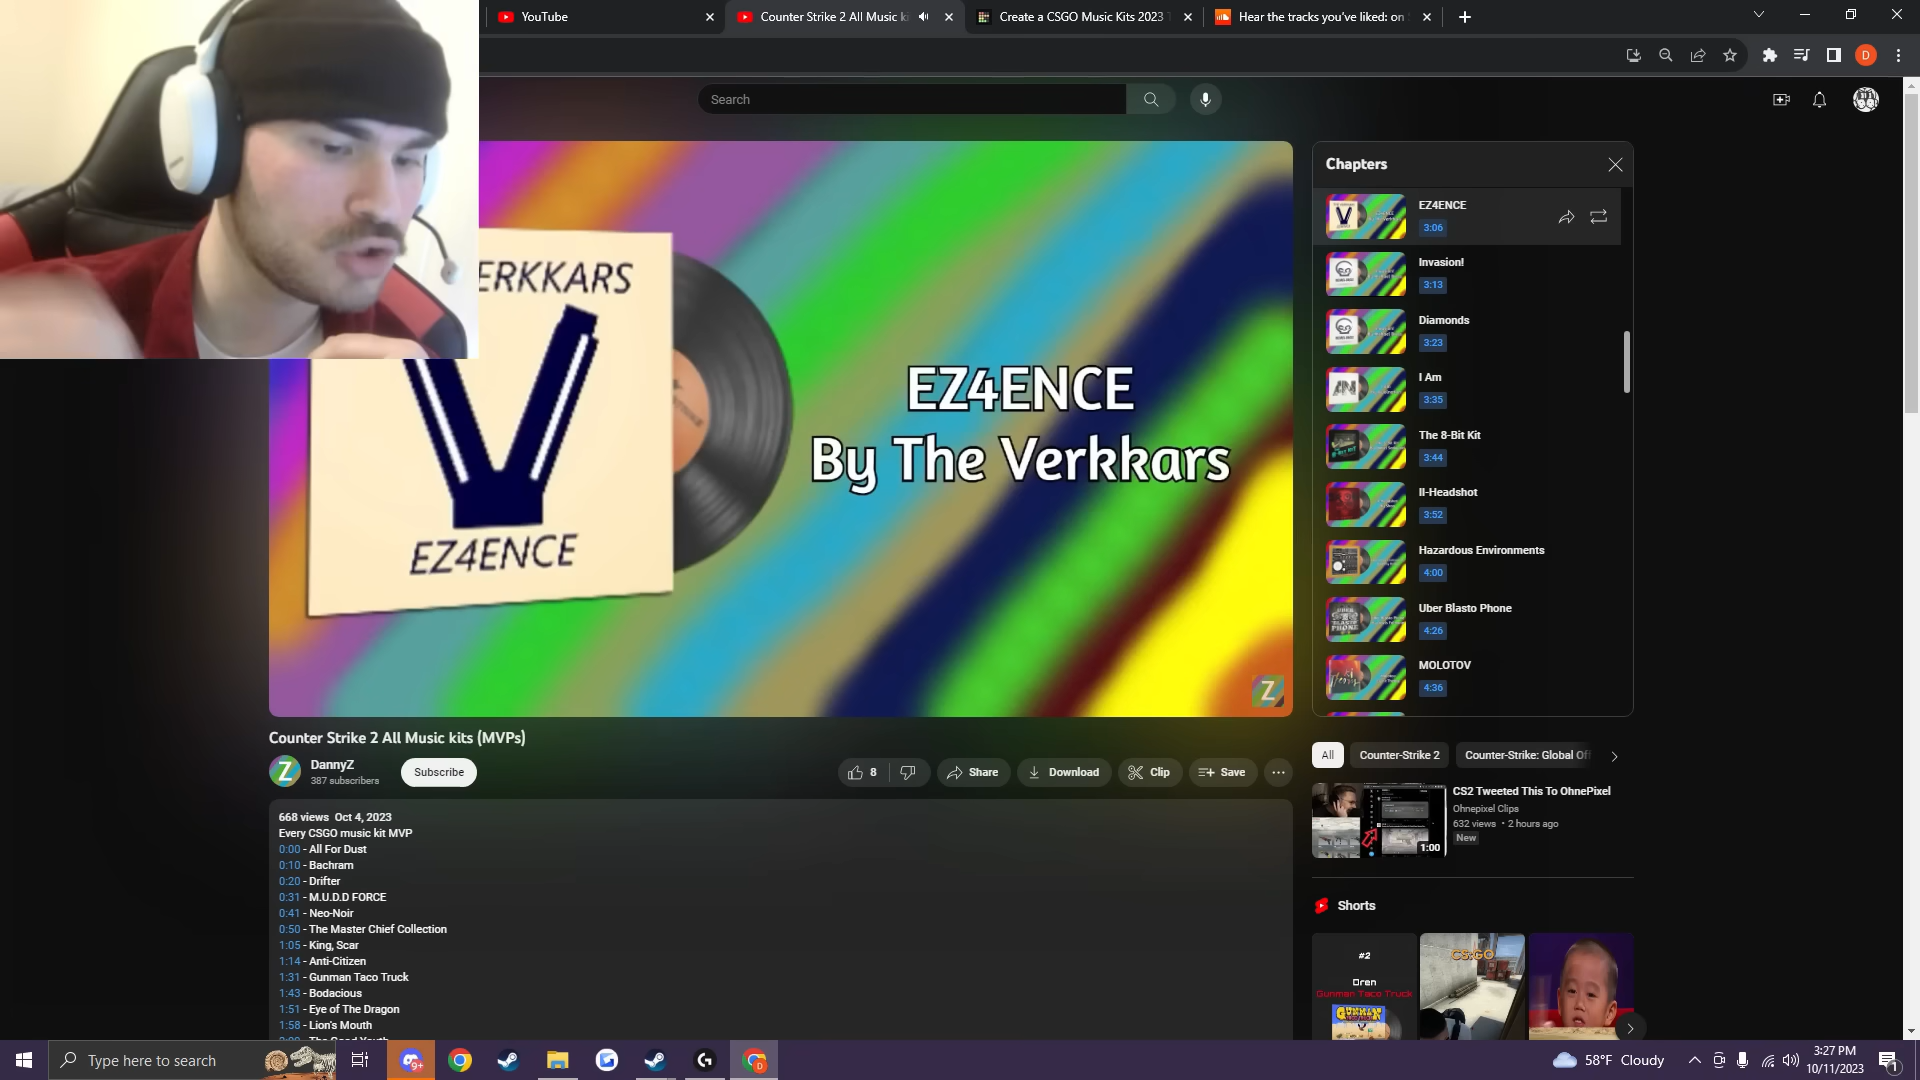 YouTube
Counter Strike 2 All Music ki
Create a CSGO Music Kits 2023 T
Hear the tracks you've liked: on
D
Search
ERKKARS
EZ4ENCE
EZ4ENCE
By The Verkkars
Z
Chapters
EZ4ENCE
3:06
Invasion!
3:13
Diamonds
3:23
I Am
3:35
The 8-Bit Kit
3:44
II-Headshot
3:52
Hazardous Environments
4:00
Uber Blasto Phone
4:26
MOLOTOV
4:36
Counter Strike 2 All Music kits (MVPs)
Z
DannyZ
387 subscribers
Subscribe
8
Share
Download
Clip
Save
668 views Oct 4, 2023
Every CSGO music kit MVP
0:00 - All For Dust
0:10 - Bachram
0:20 - Drifter
0:31 - M.U.D.D FORCE
0:41 - Neo-Noir
0:50 - The Master Chief Collection
1:05 - King, Scar
1:14 - Anti-Citizen
1:31 - Gunman Taco Truck
1:43 - Bodacious
1:51 - Eye of The Dragon
1:58 - Lion's Mouth
All
Counter-Strike 2
Counter-Strike: Global Off
CS2 Tweeted This To OhnePixel
Ohnepixel Clips
632 views • 2 hours ago
New
1:00
Shorts
#2
Dren
Gunman Taco Truck
GUNMAN
CS:GO
Type here to search
9+
D
58°F Cloudy
3:27 PM
10/11/2023
1